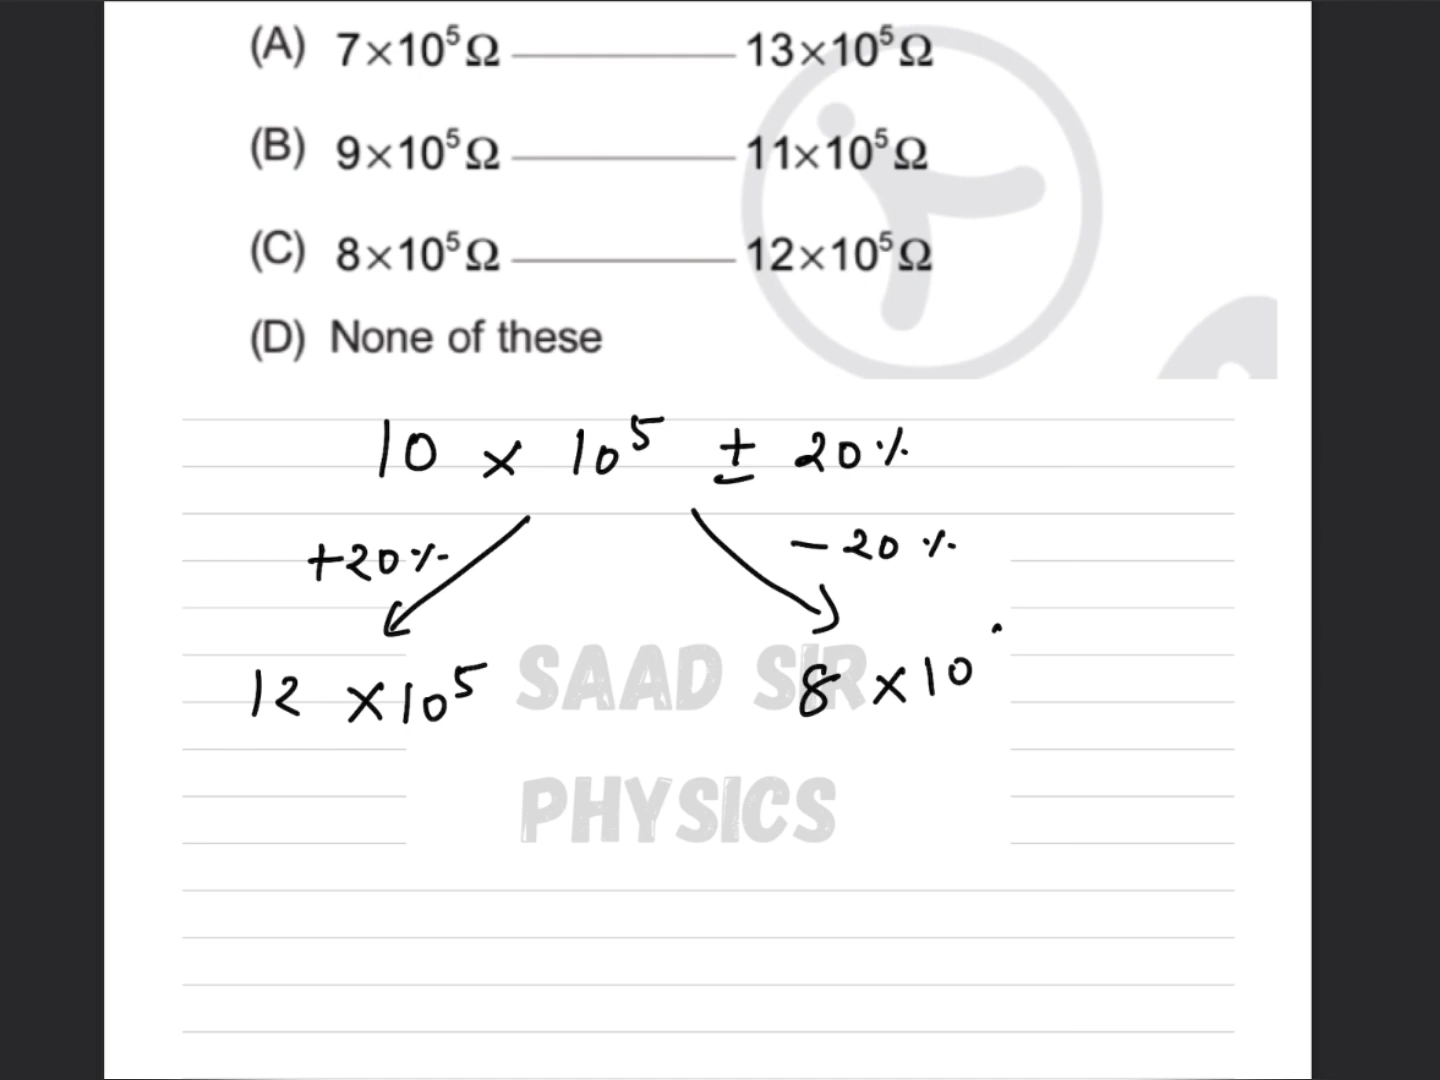 (A) 7×10⁵Ω ———— 13×10⁵Ω
(B) 9×10⁵Ω ———— 11×10⁵Ω
(C) 8×10⁵Ω ———— 12×10⁵Ω
(D) None of these
10 × 10⁵ ± 20%
+20% − 20%
12 ×10⁵ 8 ×10
SAAD SIR
PHYSICS